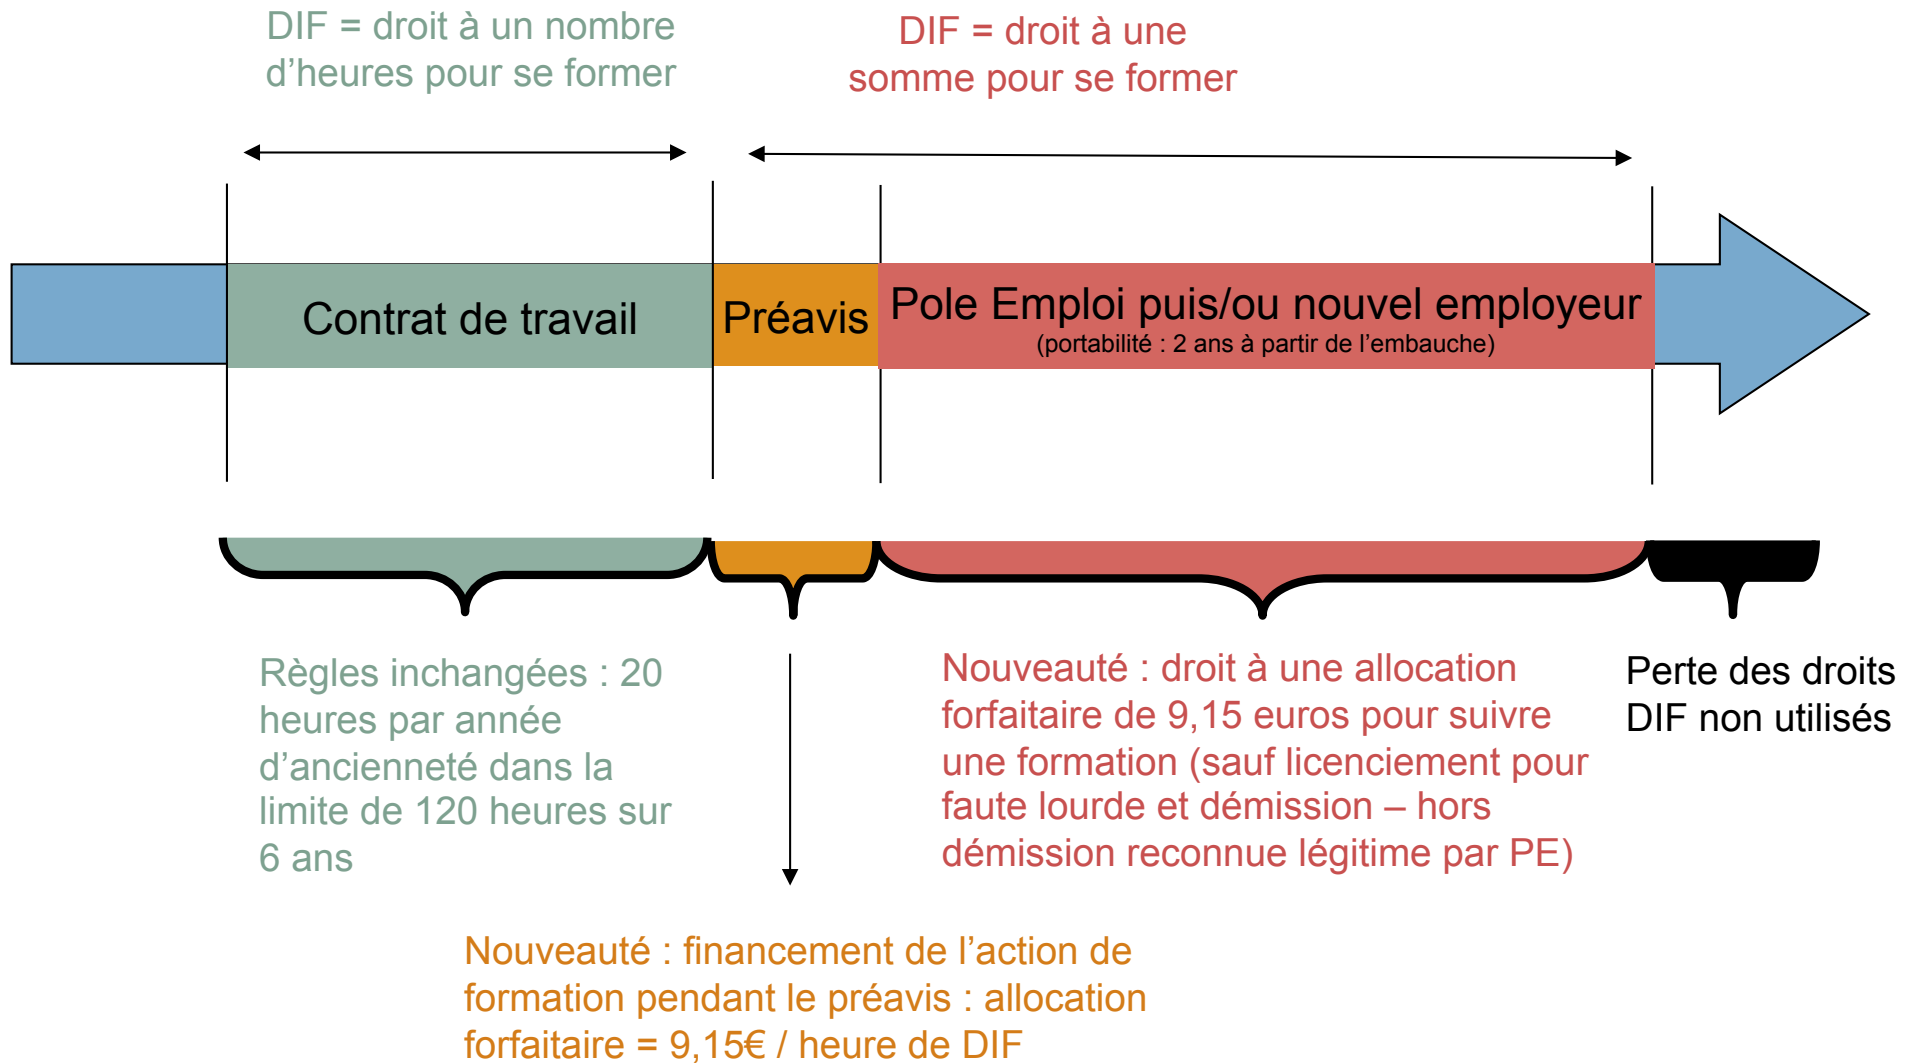 DIF = droit à un nombre
d’heures pour se former
DIF = droit à une
somme pour se former
Contrat de travail
Préavis
Pole Emploi puis/ou nouvel employeur
(portabilité : 2 ans à partir de l’embauche)
Règles inchangées : 20
heures par année
d’ancienneté dans la
limite de 120 heures sur
6 ans
Nouveauté : droit à une allocation
forfaitaire de 9,15 euros pour suivre
une formation (sauf licenciement pour
faute lourde et démission – hors
démission reconnue légitime par PE)
Perte des droits
DIF non utilisés
Nouveauté : financement de l’action de
formation pendant le préavis : allocation
forfaitaire = 9,15€ / heure de DIF